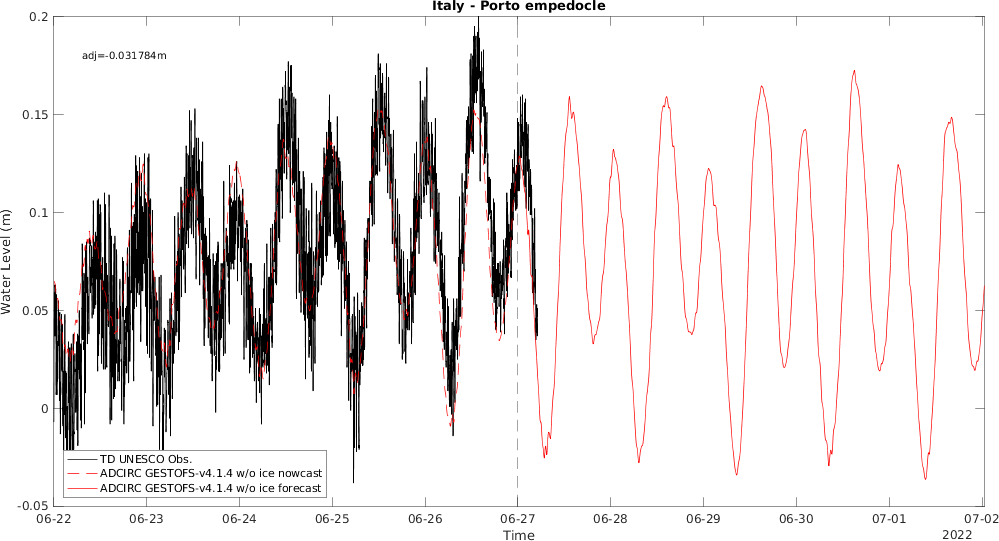 Italy - Porto empedocle
0.2
adj=-0.031784m
0.15
0.1
Water Level (m)
0.05
0
TD UNESCO Obs.
ADCIRC GESTOFS-v4.1.4 w/o ice nowcast
ADCIRC GESTOFS-v4.1.4 w/o ice forecast
-0.05
06-22 06-23 06-24 06-25 06-26 06-27 06-28 06-29 06-30 07-01 07-02
Time
2022